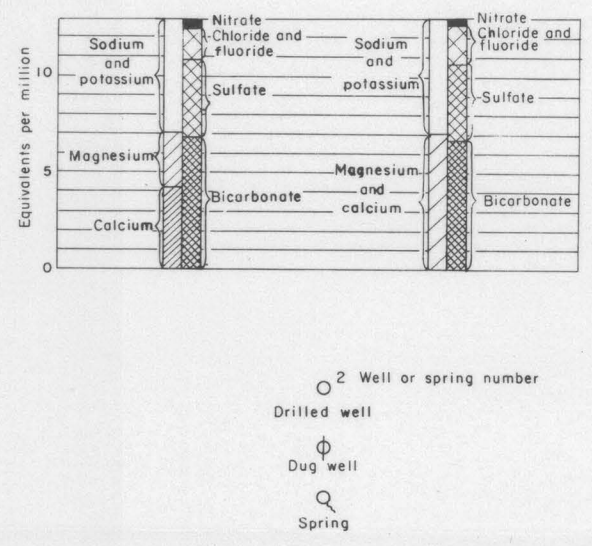 Equivalents per million
10
5
0
Sodium
and
potassium
Magnesium
Calcium
Nitrate
Chloride and
fluoride
Sulfate
Bicarbonate
Sodium
and
potassium
Magnesium
and
calcium
Nitrate
Chloride and
fluoride
Sulfate
Bicarbonate
2 Well or spring number
Drilled well
Dug well
Spring